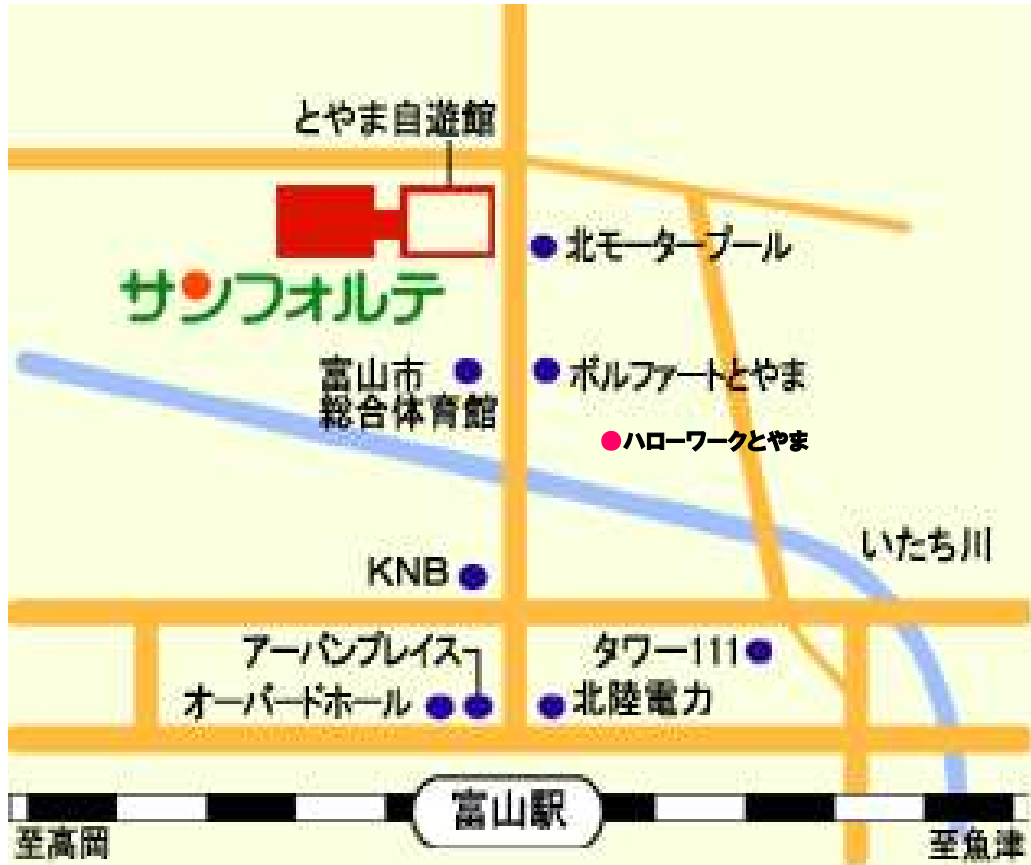 とやま自遊館
北モータープール
サンフォルテ
富山市
総合体育館
ボルファートとやま
ハローワークとやま
いたち川
KNB
アーバンプレイス
タワー111
オーバードホール
北陸電力
富山駅
至高岡
至魚津